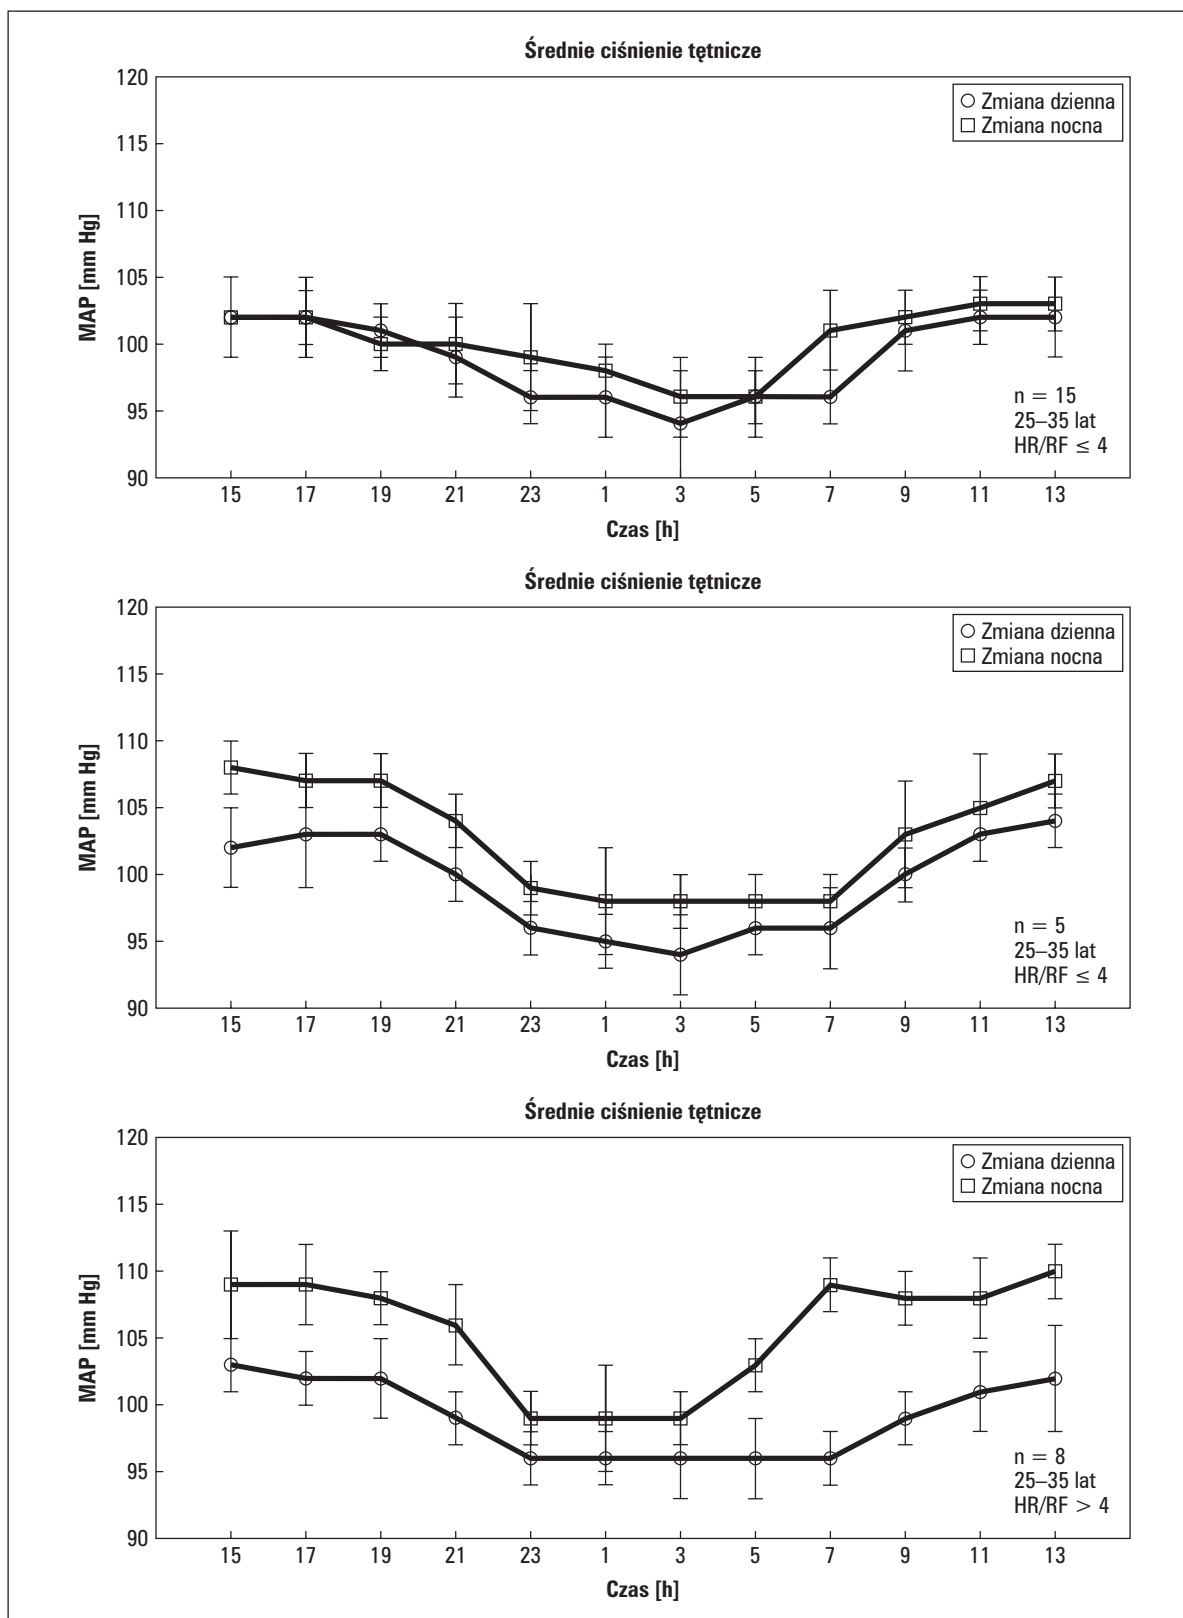 Średnie ciśnienie tętnicze
120
115
110
105
100
95
90
MAP [mm Hg]
Zmiana dzienna
Zmiana nocna
n = 15
25–35 lat
HR/RF ≤ 4
15 17 19 21 23 1 3 5 7 9 11 13
Czas [h]
Średnie ciśnienie tętnicze
120
115
110
105
100
95
90
MAP [mm Hg]
Zmiana dzienna
Zmiana nocna
n = 5
25–35 lat
HR/RF ≤ 4
15 17 19 21 23 1 3 5 7 9 11 13
Czas [h]
Średnie ciśnienie tętnicze
120
115
110
105
100
95
90
MAP [mm Hg]
Zmiana dzienna
Zmiana nocna
n = 8
25–35 lat
HR/RF > 4
15 17 19 21 23 1 3 5 7 9 11 13
Czas [h]